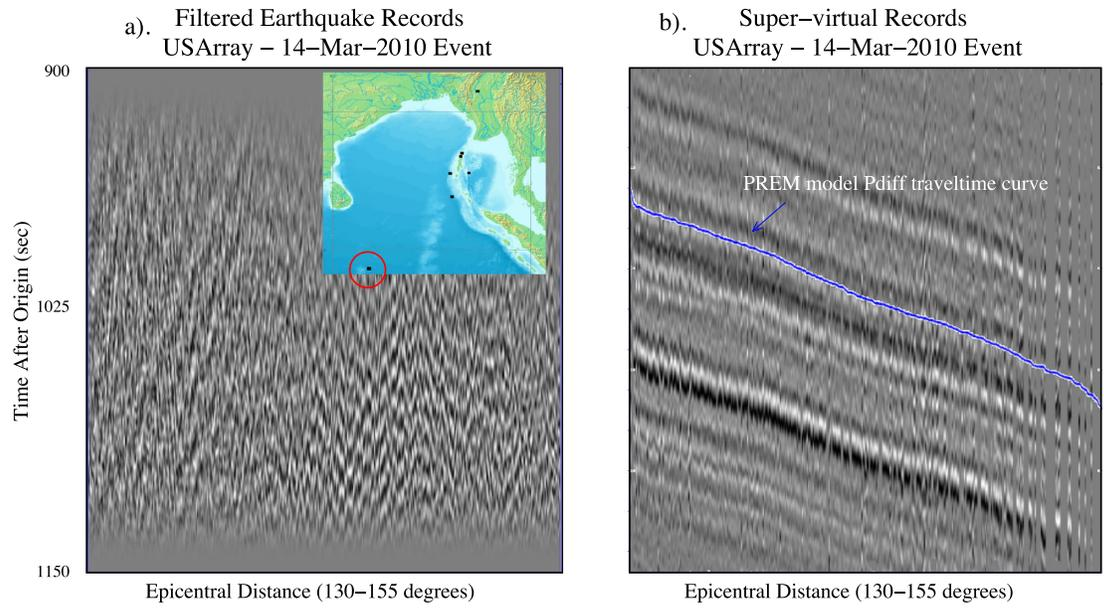 a). Filtered Earthquake Records
USArray − 14−Mar−2010 Event
b). Super−virtual Records
USArray − 14−Mar−2010 Event
900
PREM model Pdiff traveltime curve
Time After Origin (sec)
1025
1150
Epicentral Distance (130−155 degrees)
Epicentral Distance (130−155 degrees)